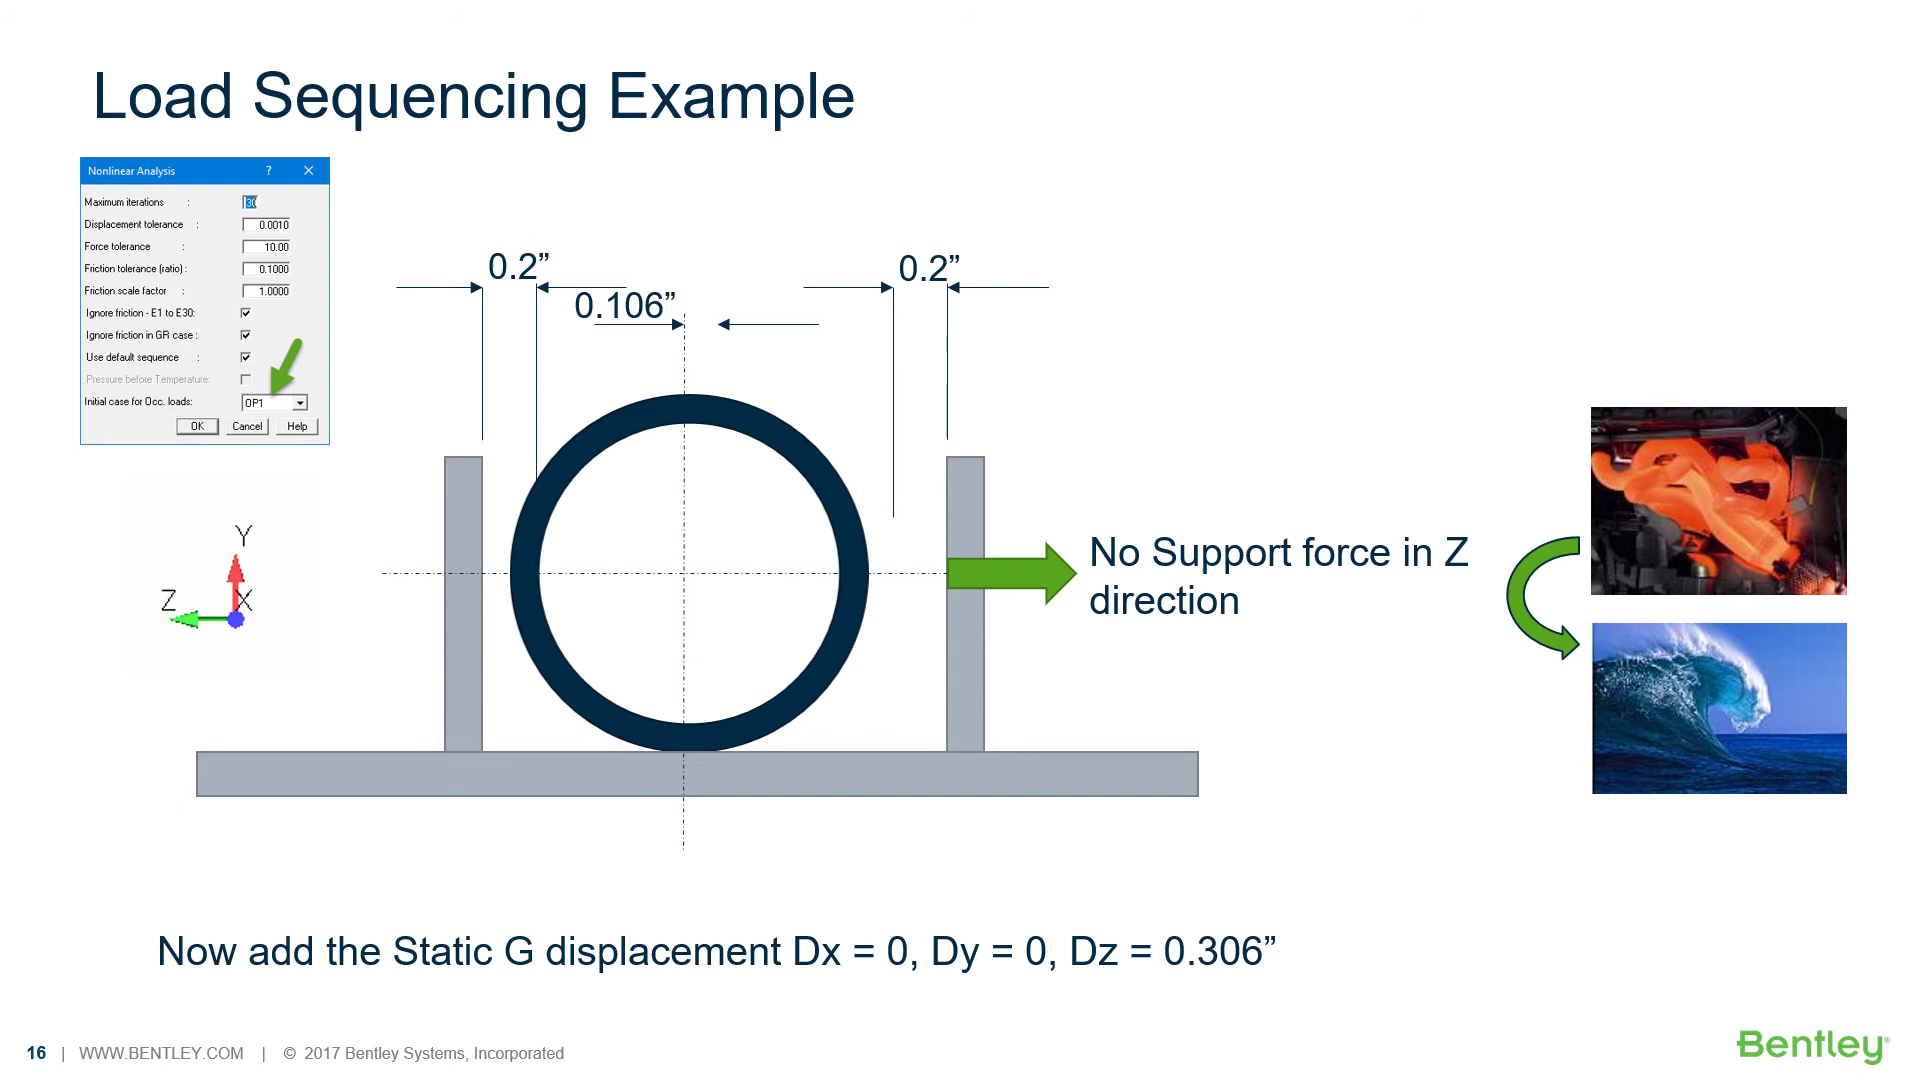 Load Sequencing Example
Nonlinear Analysis ? ×
Maximum iterations : 30
Displacement tolerance : 0.0010
Force tolerance : 10.00
Friction tolerance (ratio) : 0.1000
Friction scale factor : 1.0000
Ignore friction - E1 to E30:
Ignore friction in GR case :
Use default sequence :
Pressure before Temperature:
Initial case for Occ. loads: OP1
OK Cancel Help
0.2”
0.2”
0.106”
Y
Z X
No Support force in Z
direction
Now add the Static G displacement Dx = 0, Dy = 0, Dz = 0.306”
16 | WWW.BENTLEY.COM | © 2017 Bentley Systems, Incorporated
Bentley®